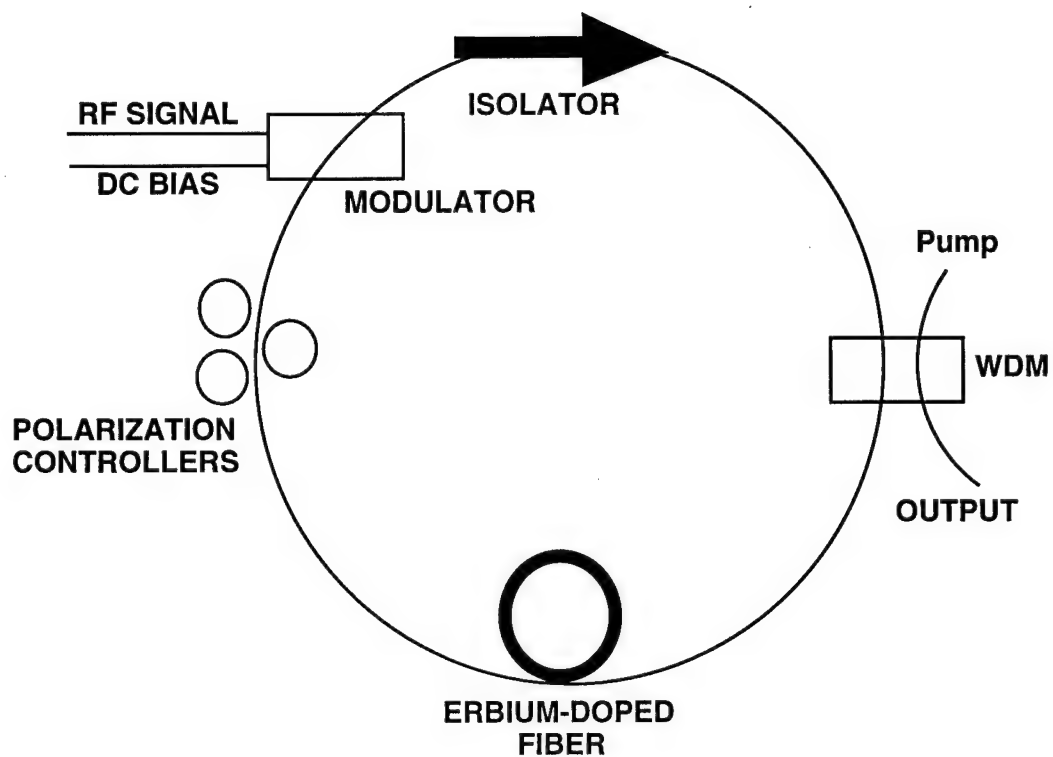 ISOLATOR
RF SIGNAL
DC BIAS
MODULATOR
Pump
WDM
POLARIZATION
CONTROLLERS
OUTPUT
ERBIUM-DOPED
FIBER